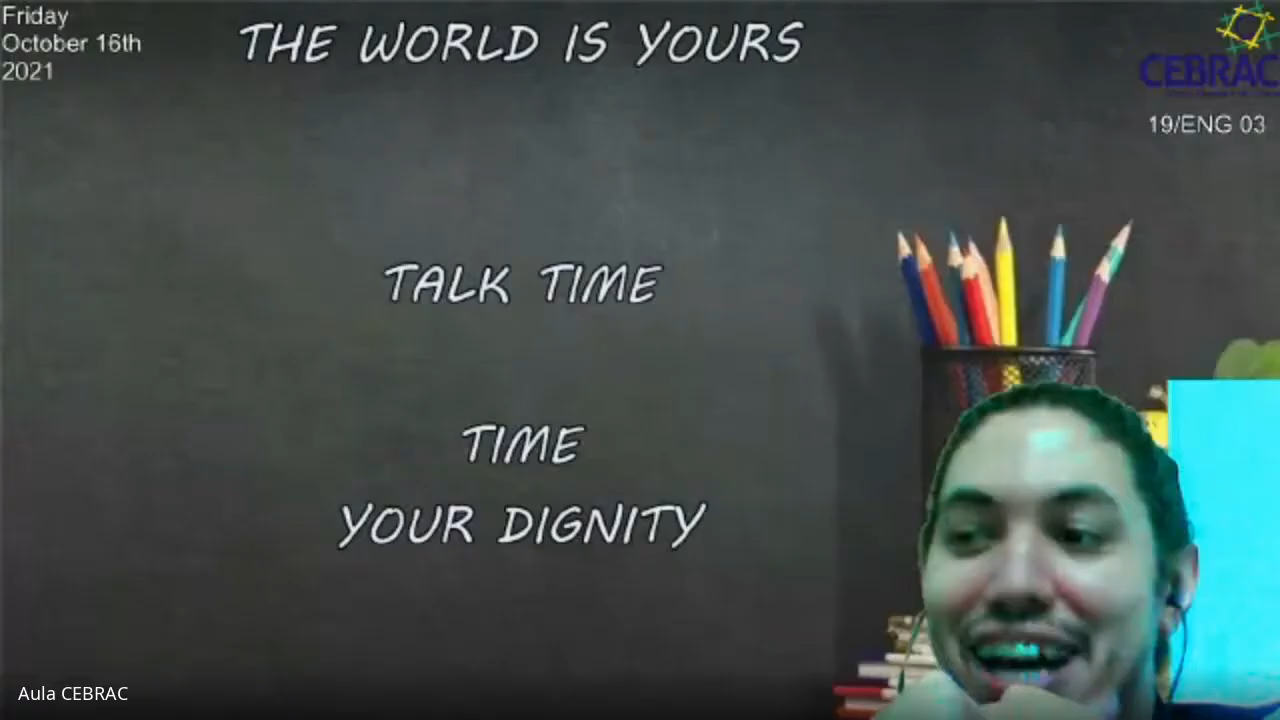 Friday
October 16th
2021
THE WORLD IS YOURS
CEBRAC
19/ENG 03
TALK TIME
TIME
YOUR DIGNITY
Aula CEBRAC